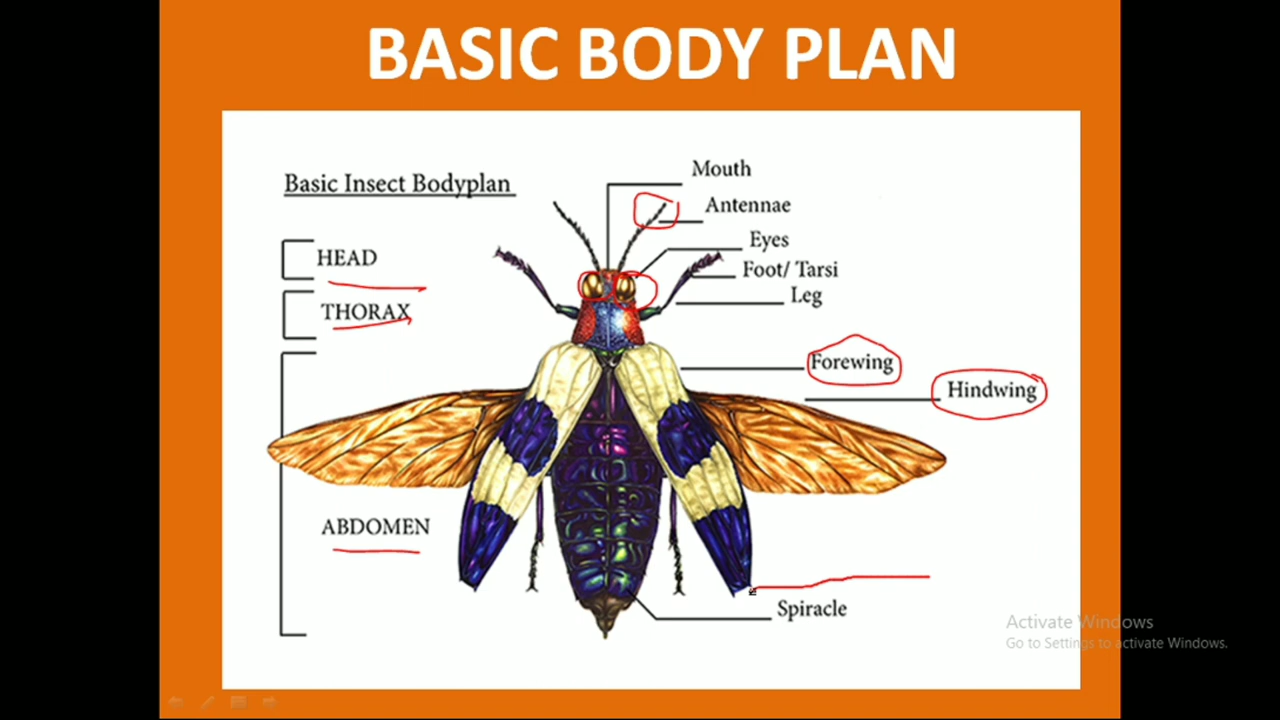 BASIC BODY PLAN
Basic Insect Bodyplan
Mouth
Antennae
Eyes
Foot/ Tarsi
Leg
HEAD
THORAX
Forewing
Hindwing
ABDOMEN
Spiracle
Activate Windows
Go to Settings to activate Windows.